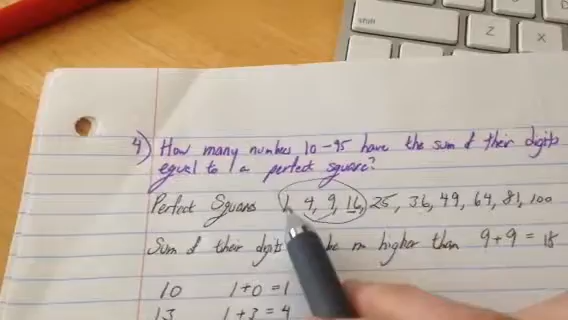 shift
Z
X
4) How many numbers 10-95 have the sum of their digits
equal to a perfect square?
Perfect Squares 1, 4, 9, 16, 25, 36, 49, 64, 81, 100
Sum of their digits be no higher than 9+9 = 18
10 1+0=1
13 1+3=4